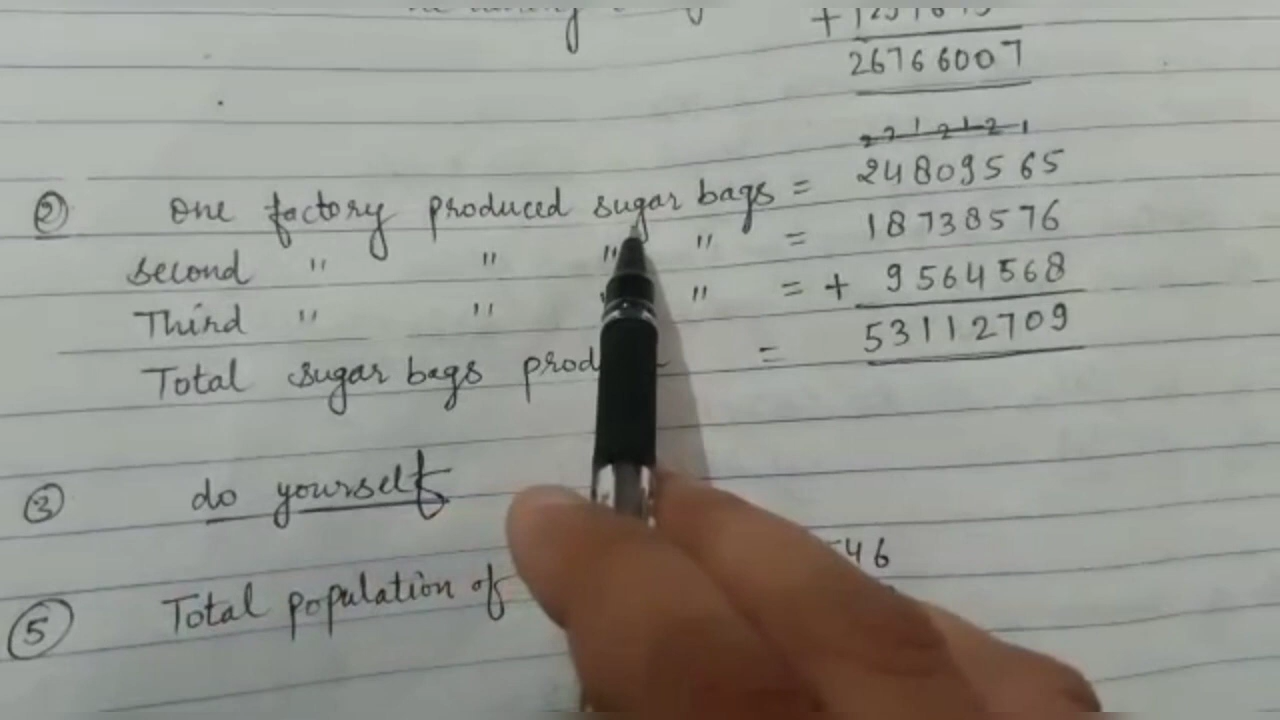 26766007
2 2 1 2 1 2 1
② One factory produced sugar bags = 24809565
Second " " " " = 18738576
Third " " " = + 9564568
Total sugar bags = 53112709
③ do yourself
⑤ Total population of 46